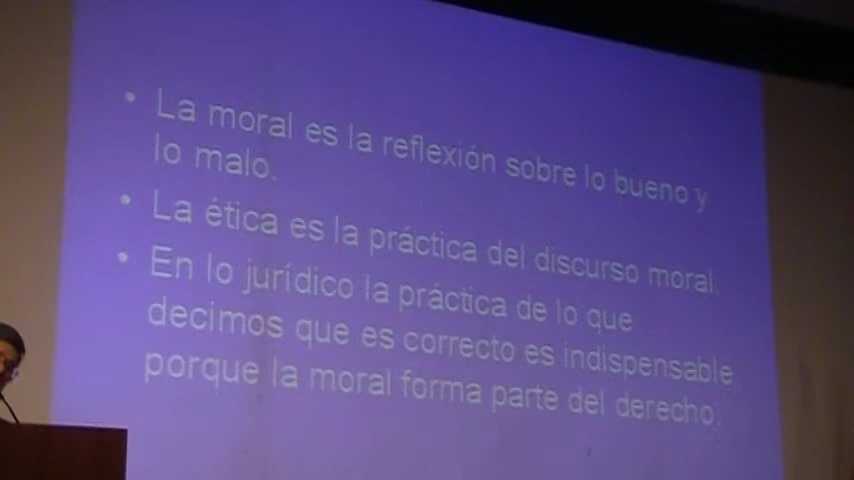 • La moral es la reflexión sobre lo bueno y
lo malo.
• La ética es la práctica del discurso moral.
• En lo jurídico la práctica de lo que
decimos que es correcto es indispensable
porque la moral forma parte del derecho.